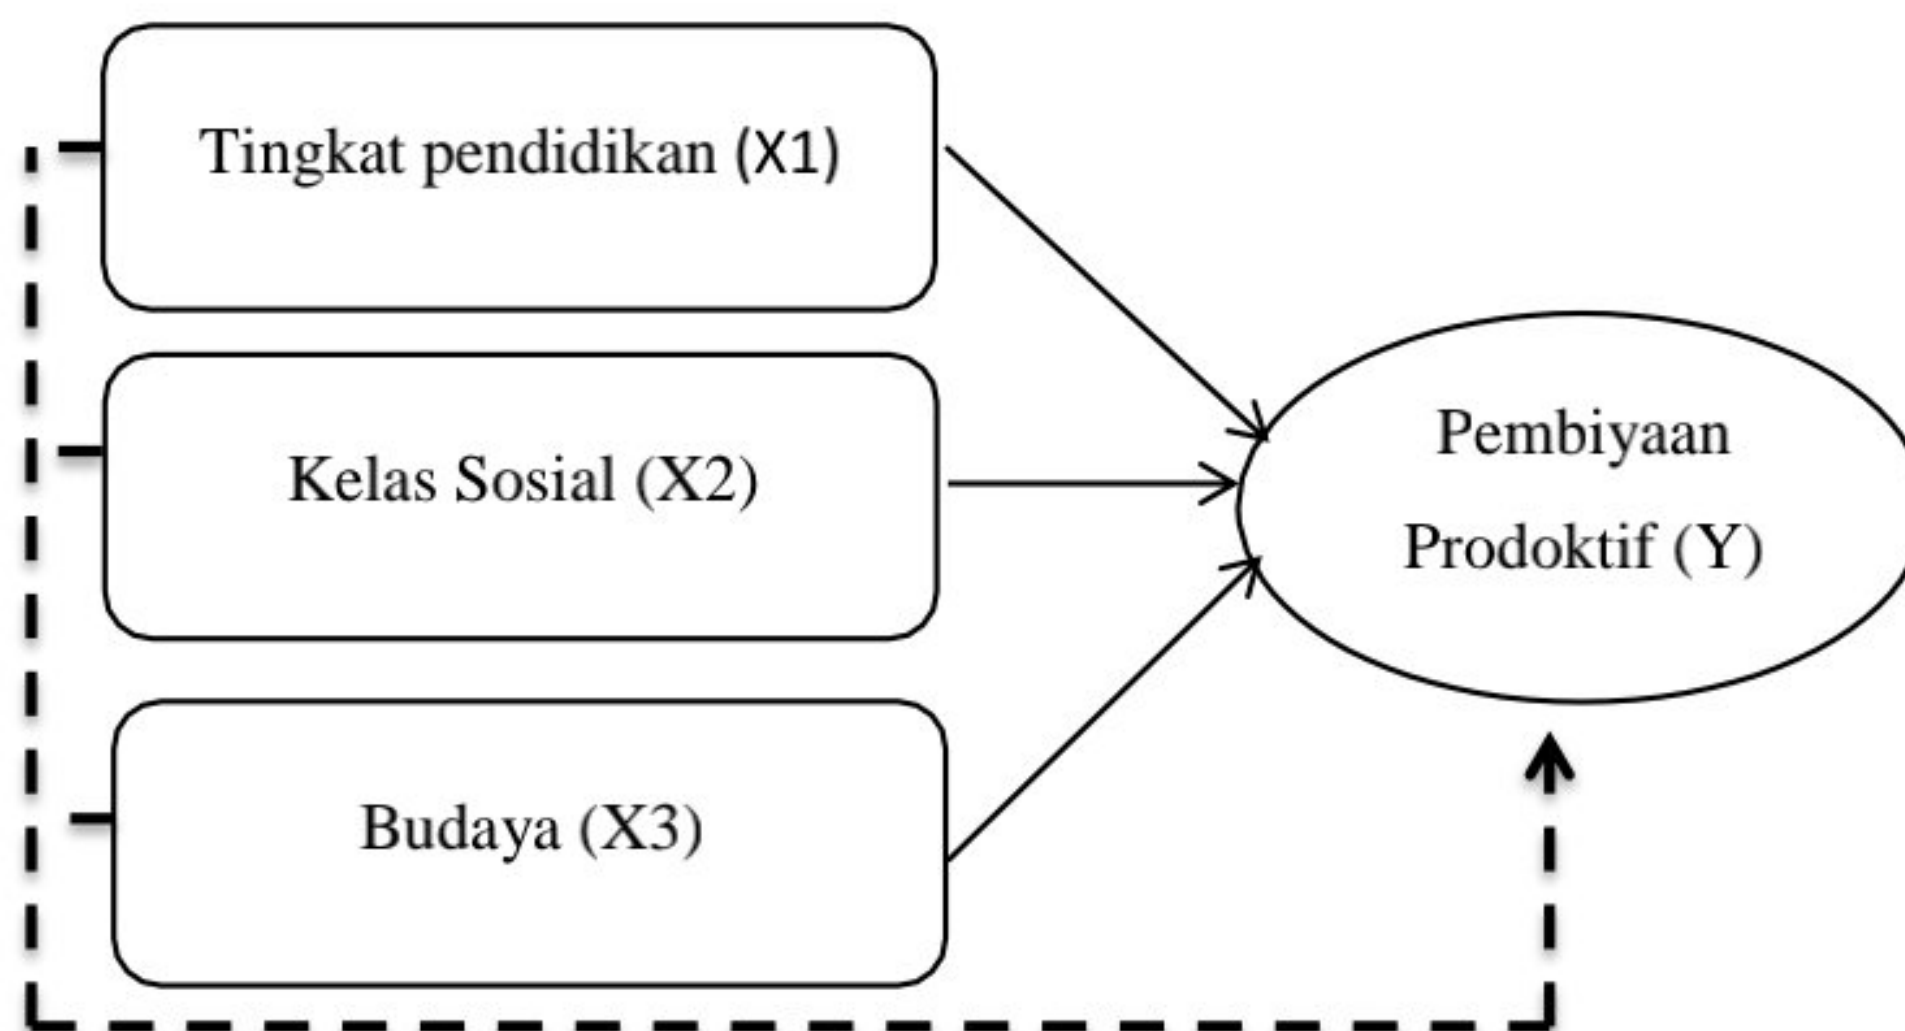 Tingkat pendidikan (X1)
Kelas Sosial (X2)
Budaya (X3)
Pembiyaan
Prodoktif (Y)